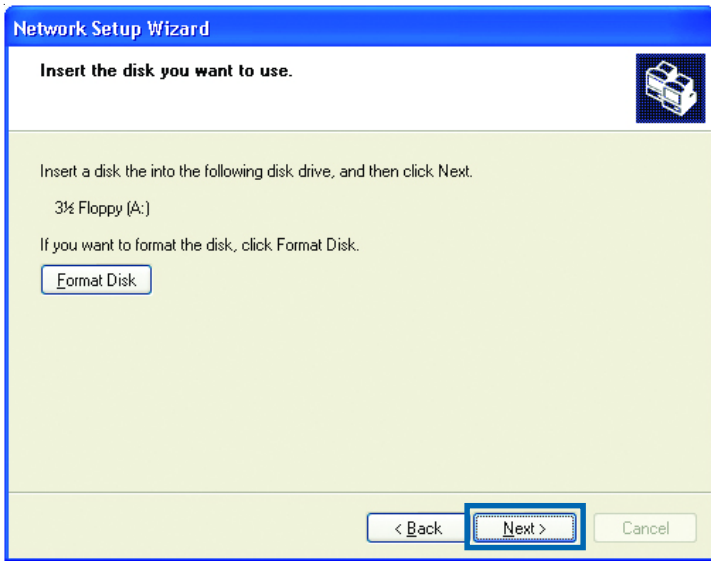 Network Setup Wizard
Insert the disk you want to use.
Insert a disk the into the following disk drive, and then click Next.
3½ Floppy (A:)
If you want to format the disk, click Format Disk.
Format Disk
< Back Next > Cancel